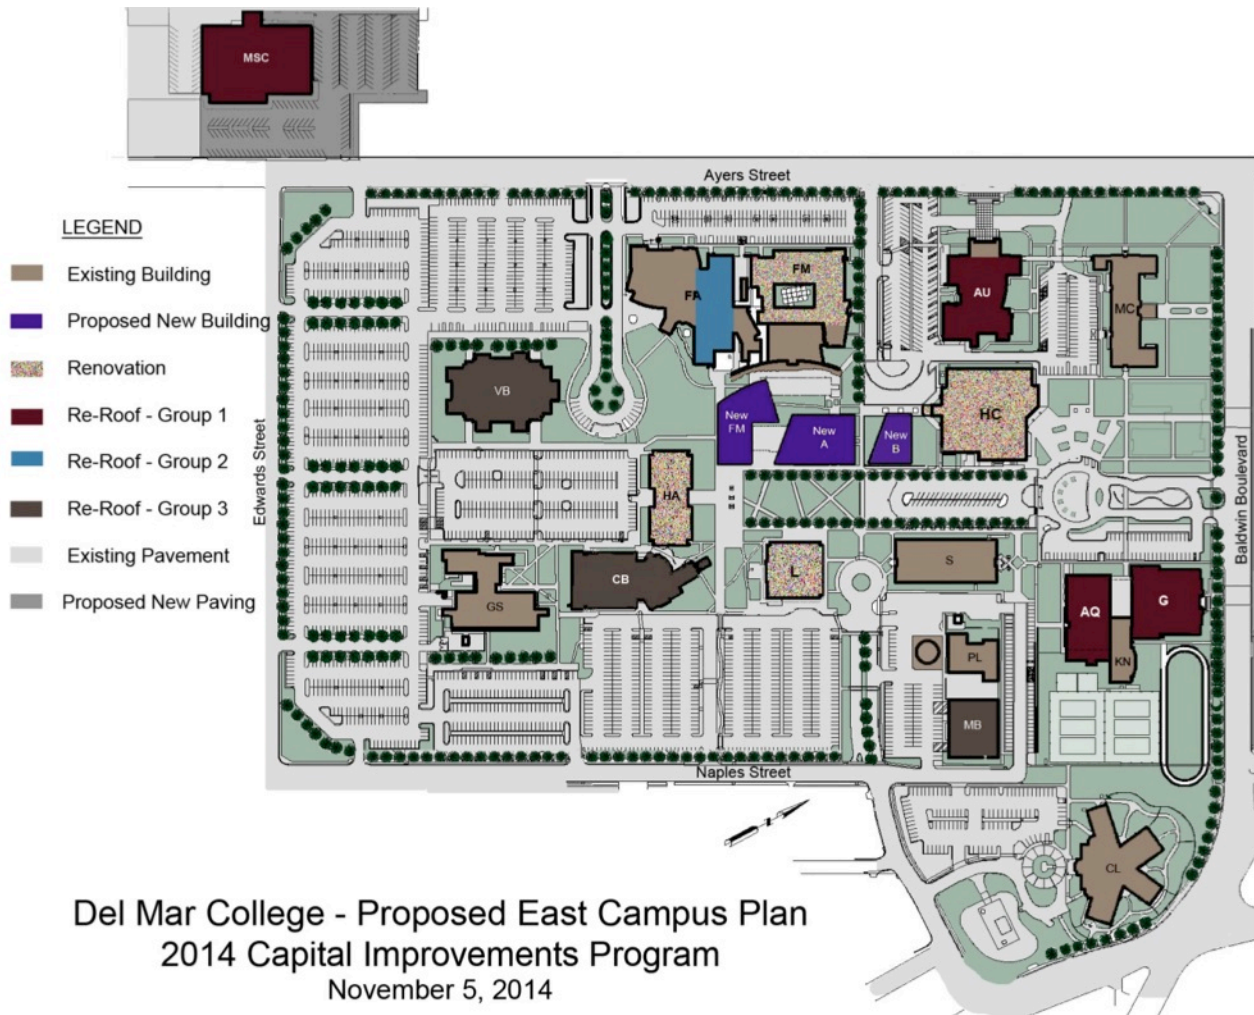 MSC
Ayers Street
LEGEND
Existing Building
Proposed New Building
Renovation
Re-Roof - Group 1
Re-Roof - Group 2
Re-Roof - Group 3
Existing Pavement
Proposed New Paving
Edwards Street
Baldwin Boulevard
FA
FM
AU
MC
VB
New
FM
New
A
New
B
HC
HA
CB
L
S
GS
AQ
G
KN
PL
MB
Naples Street
N
CL
Del Mar College - Proposed East Campus Plan
2014 Capital Improvements Program
November 5, 2014